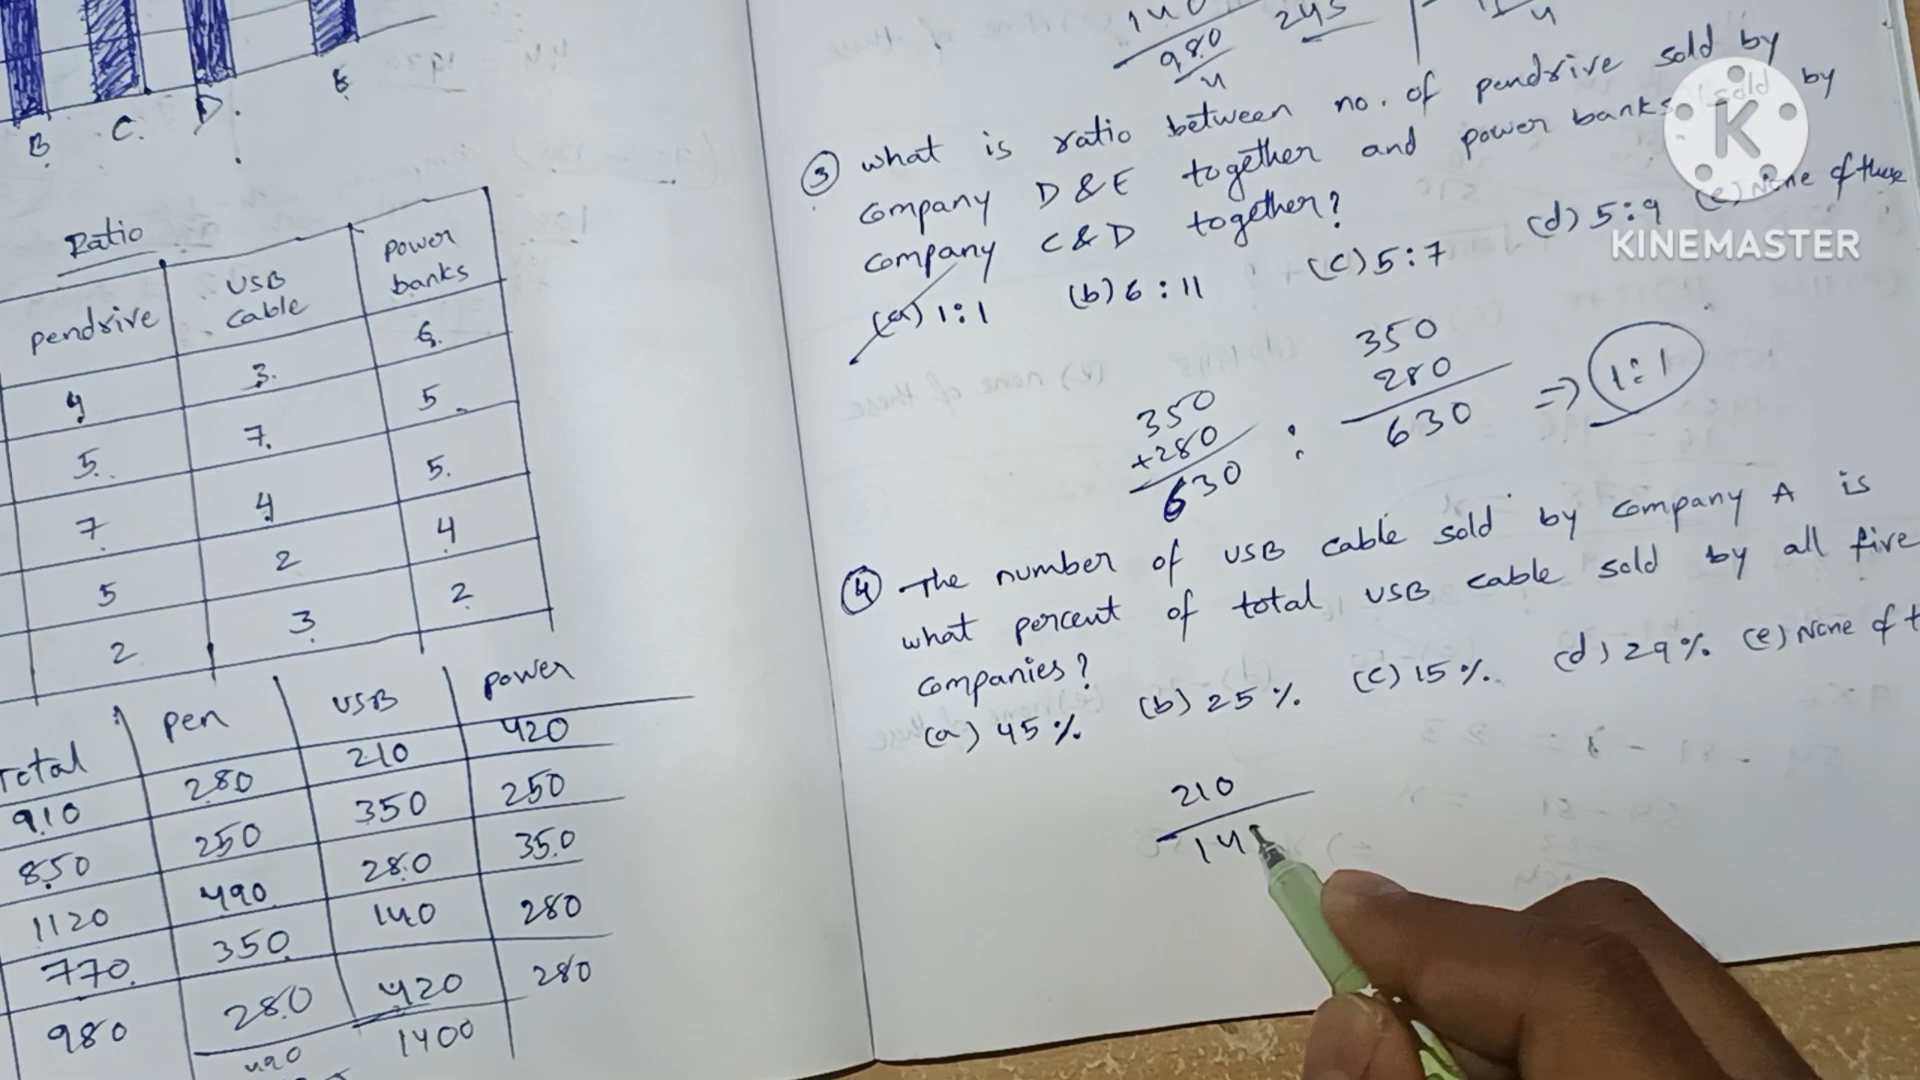 B C. D. E
Ratio
pendrive USB cable power banks
4 3. 6.
5. 7. 5.
7 4 5.
5 2 4
2 3. 2
Total pen USB power
910 280 210 420
850 250 350 250
1120 490 280 350
770 350 140 280
980 280 420 280
490 1400
980
4
245
4
③ what is ratio between no. of pendrive sold by
company D & E together and power banks sold by
company C & D together?
(a) 1:1 (b) 6:11 (c) 5:7 (d) 5:9 (e) None of these
350
+280
630
:
350
280
630
=> 1:1
④ The number of USB cable sold by company A is
what percent of total USB cable sold by all five
companies?
(a) 45 % (b) 25 %. (c) 15 %. (d) 29 %. (e) None of t
210
14
K
KINEMASTER